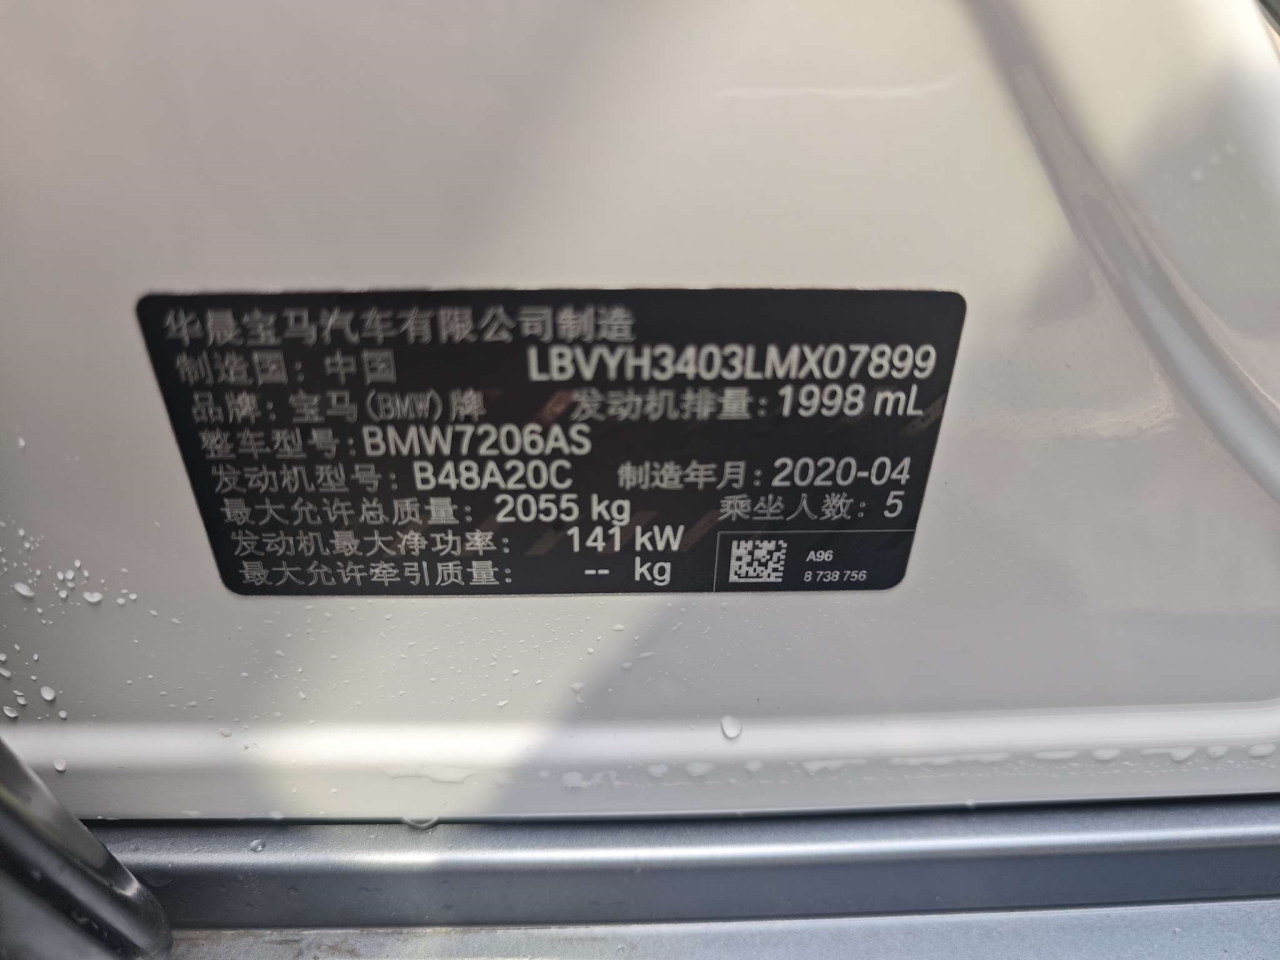 华晨宝马汽车有限公司制造
制造国：中国 LBVYH3403LMX07899
品牌：宝马(BMW)牌 发动机排量：1998 mL
整车型号：BMW7206AS
发动机型号：B48A20C 制造年月：2020-04
最大允许总质量：2055 kg 乘坐人数：5
发动机最大净功率：141 kW
最大允许牵引质量：-- kg
A96
8 738 756